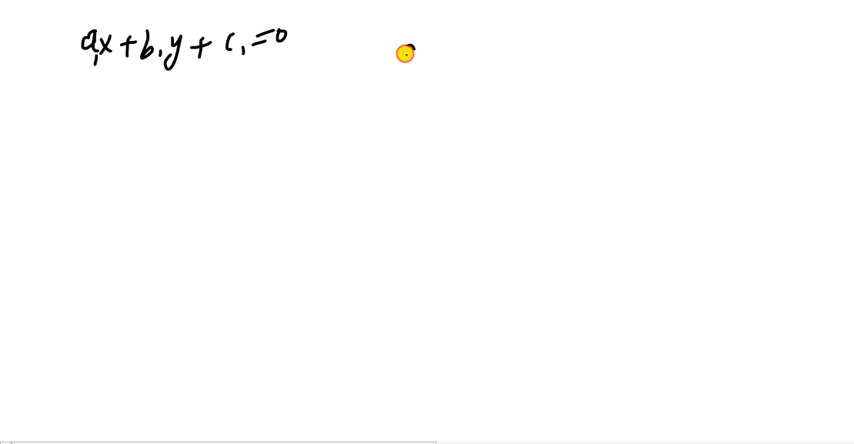 a₁x + b₁y + c₁ = 0